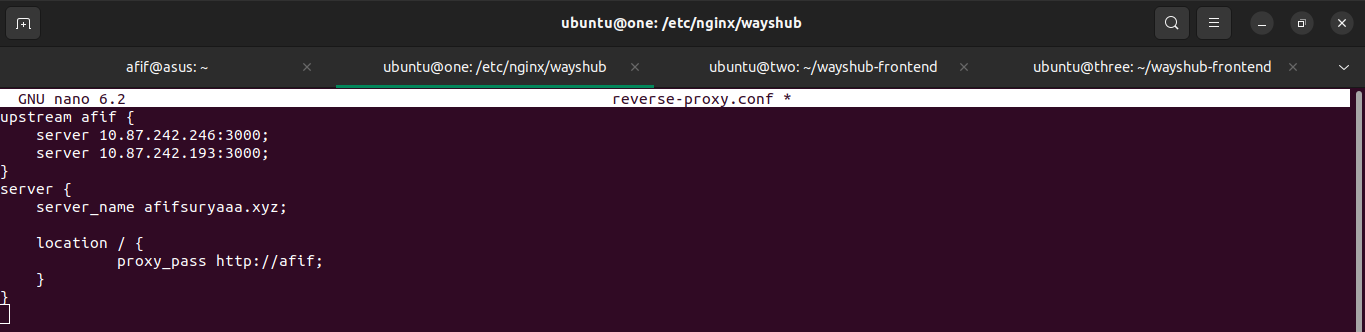 ubuntu@one: /etc/nginx/wayshub
afif@asus: ~ × ubuntu@one: /etc/nginx/wayshub × ubuntu@two: ~/wayshub-frontend × ubuntu@three: ~/wayshub-frontend ×
GNU nano 6.2 reverse-proxy.conf *
upstream afif {
    server 10.87.242.246:3000;
    server 10.87.242.193:3000;
}
server {
    server_name afifsuryaaa.xyz;
    location / {
             proxy_pass http://afif;
    }
}